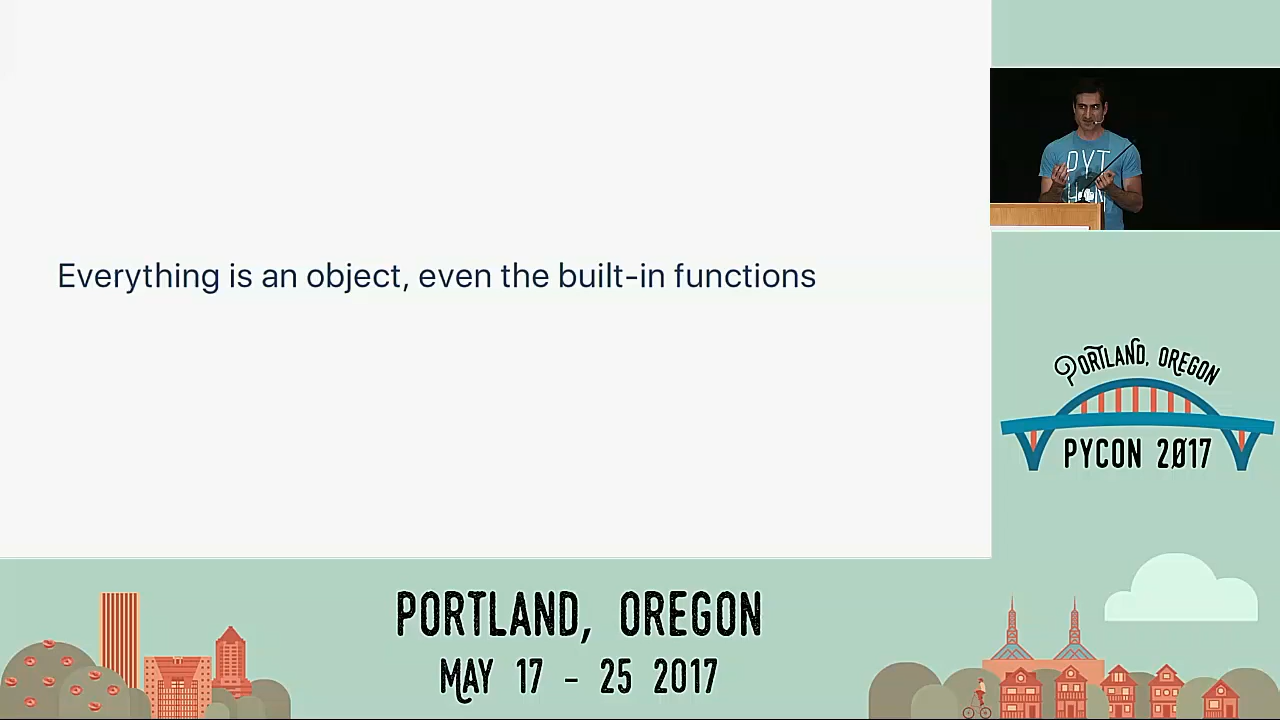 Everything is an object, even the built-in functions
PYT
PORTLAND, OREGON
PYCON 2017
PORTLAND, OREGON
MAY 17 - 25 2017